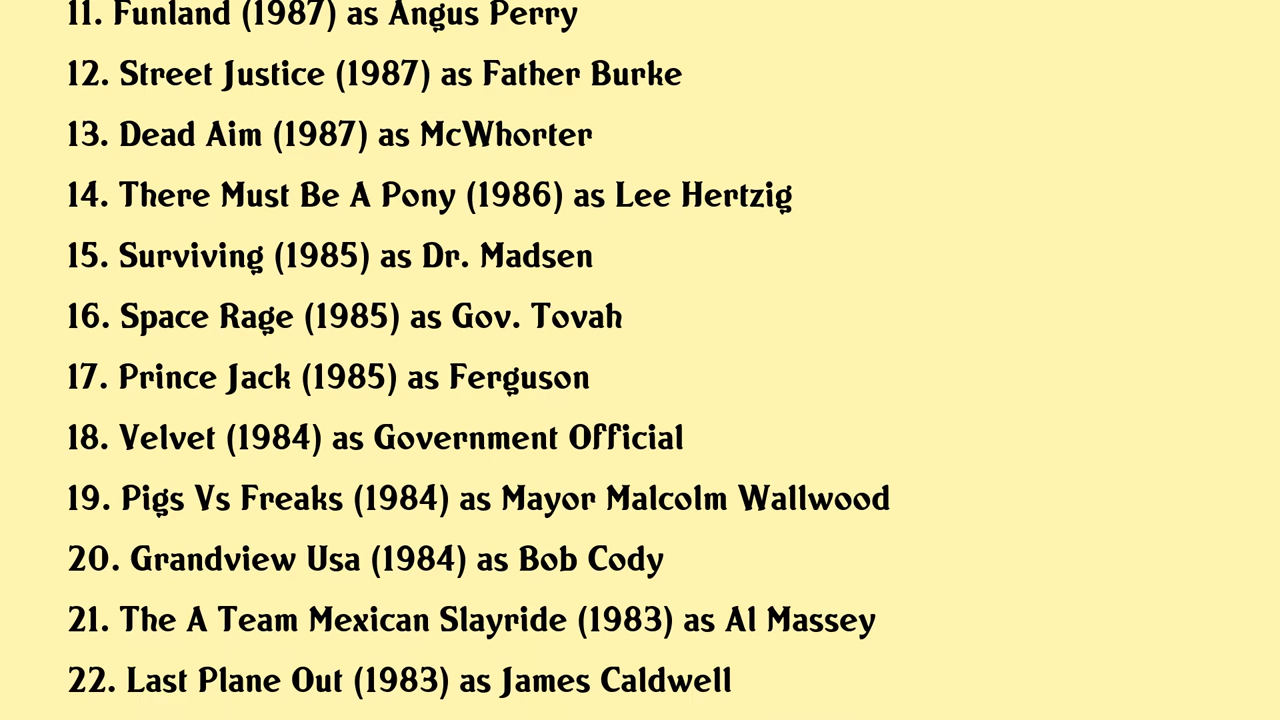 11. Funland (1987) as Angus Perry
12. Street Justice (1987) as Father Burke
13. Dead Aim (1987) as McWhorter
14. There Must Be A Pony (1986) as Lee Hertzig
15. Surviving (1985) as Dr. Madsen
16. Space Rage (1985) as Gov. Tovah
17. Prince Jack (1985) as Ferguson
18. Velvet (1984) as Government Official
19. Pigs Vs Freaks (1984) as Mayor Malcolm Wallwood
20. Grandview Usa (1984) as Bob Cody
21. The A Team Mexican Slayride (1983) as Al Massey
22. Last Plane Out (1983) as James Caldwell